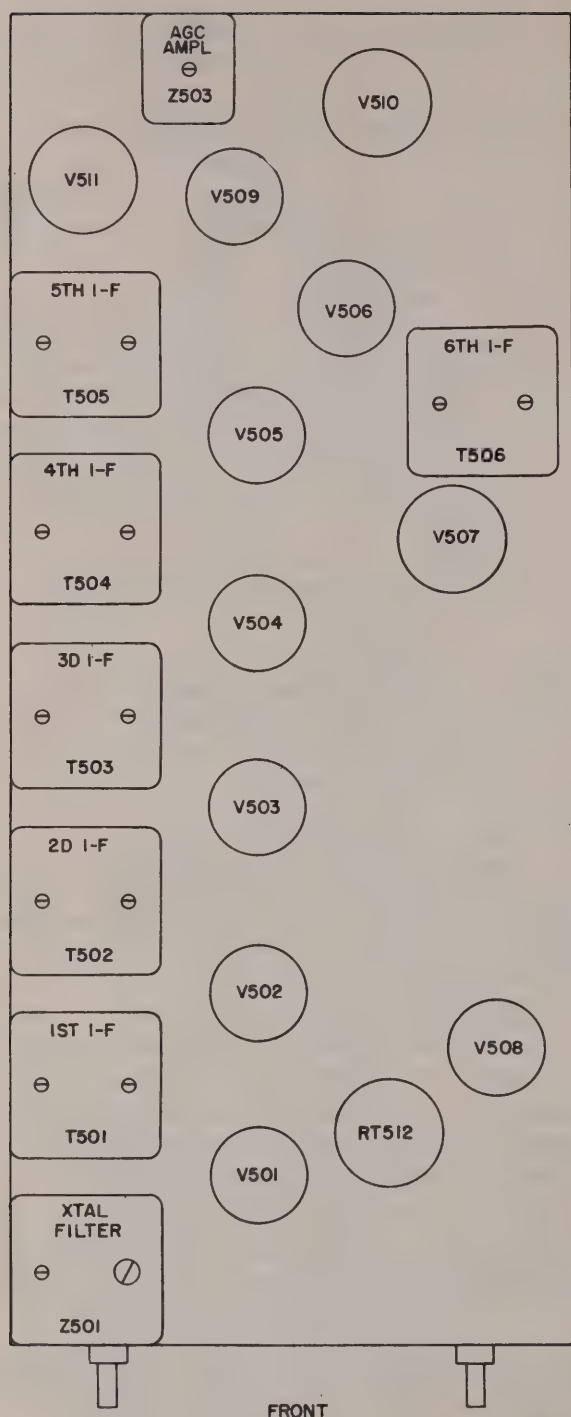 AGC
AMPL
Z503
V510
V511
V509
5TH I-F
T505
V506
6TH I-F
T506
V505
4TH I-F
T504
V507
V504
3D I-F
T503
V503
2D I-F
T502
V502
1ST I-F
T501
V508
RT512
V501
XTAL
FILTER
Z501
FRONT